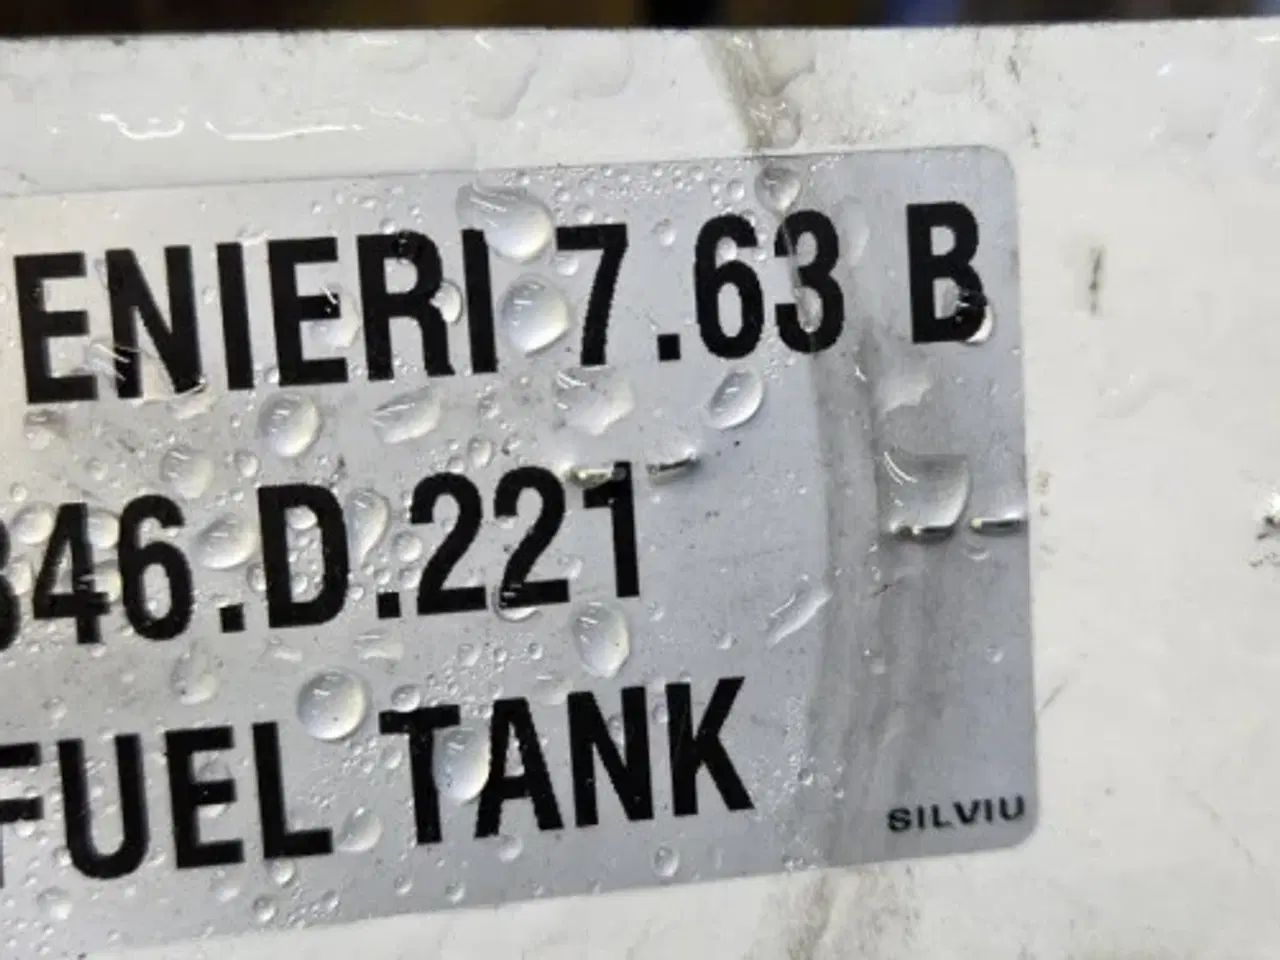 ENIERI 7.63 B
346.D.221
FUEL TANK
SILVIU